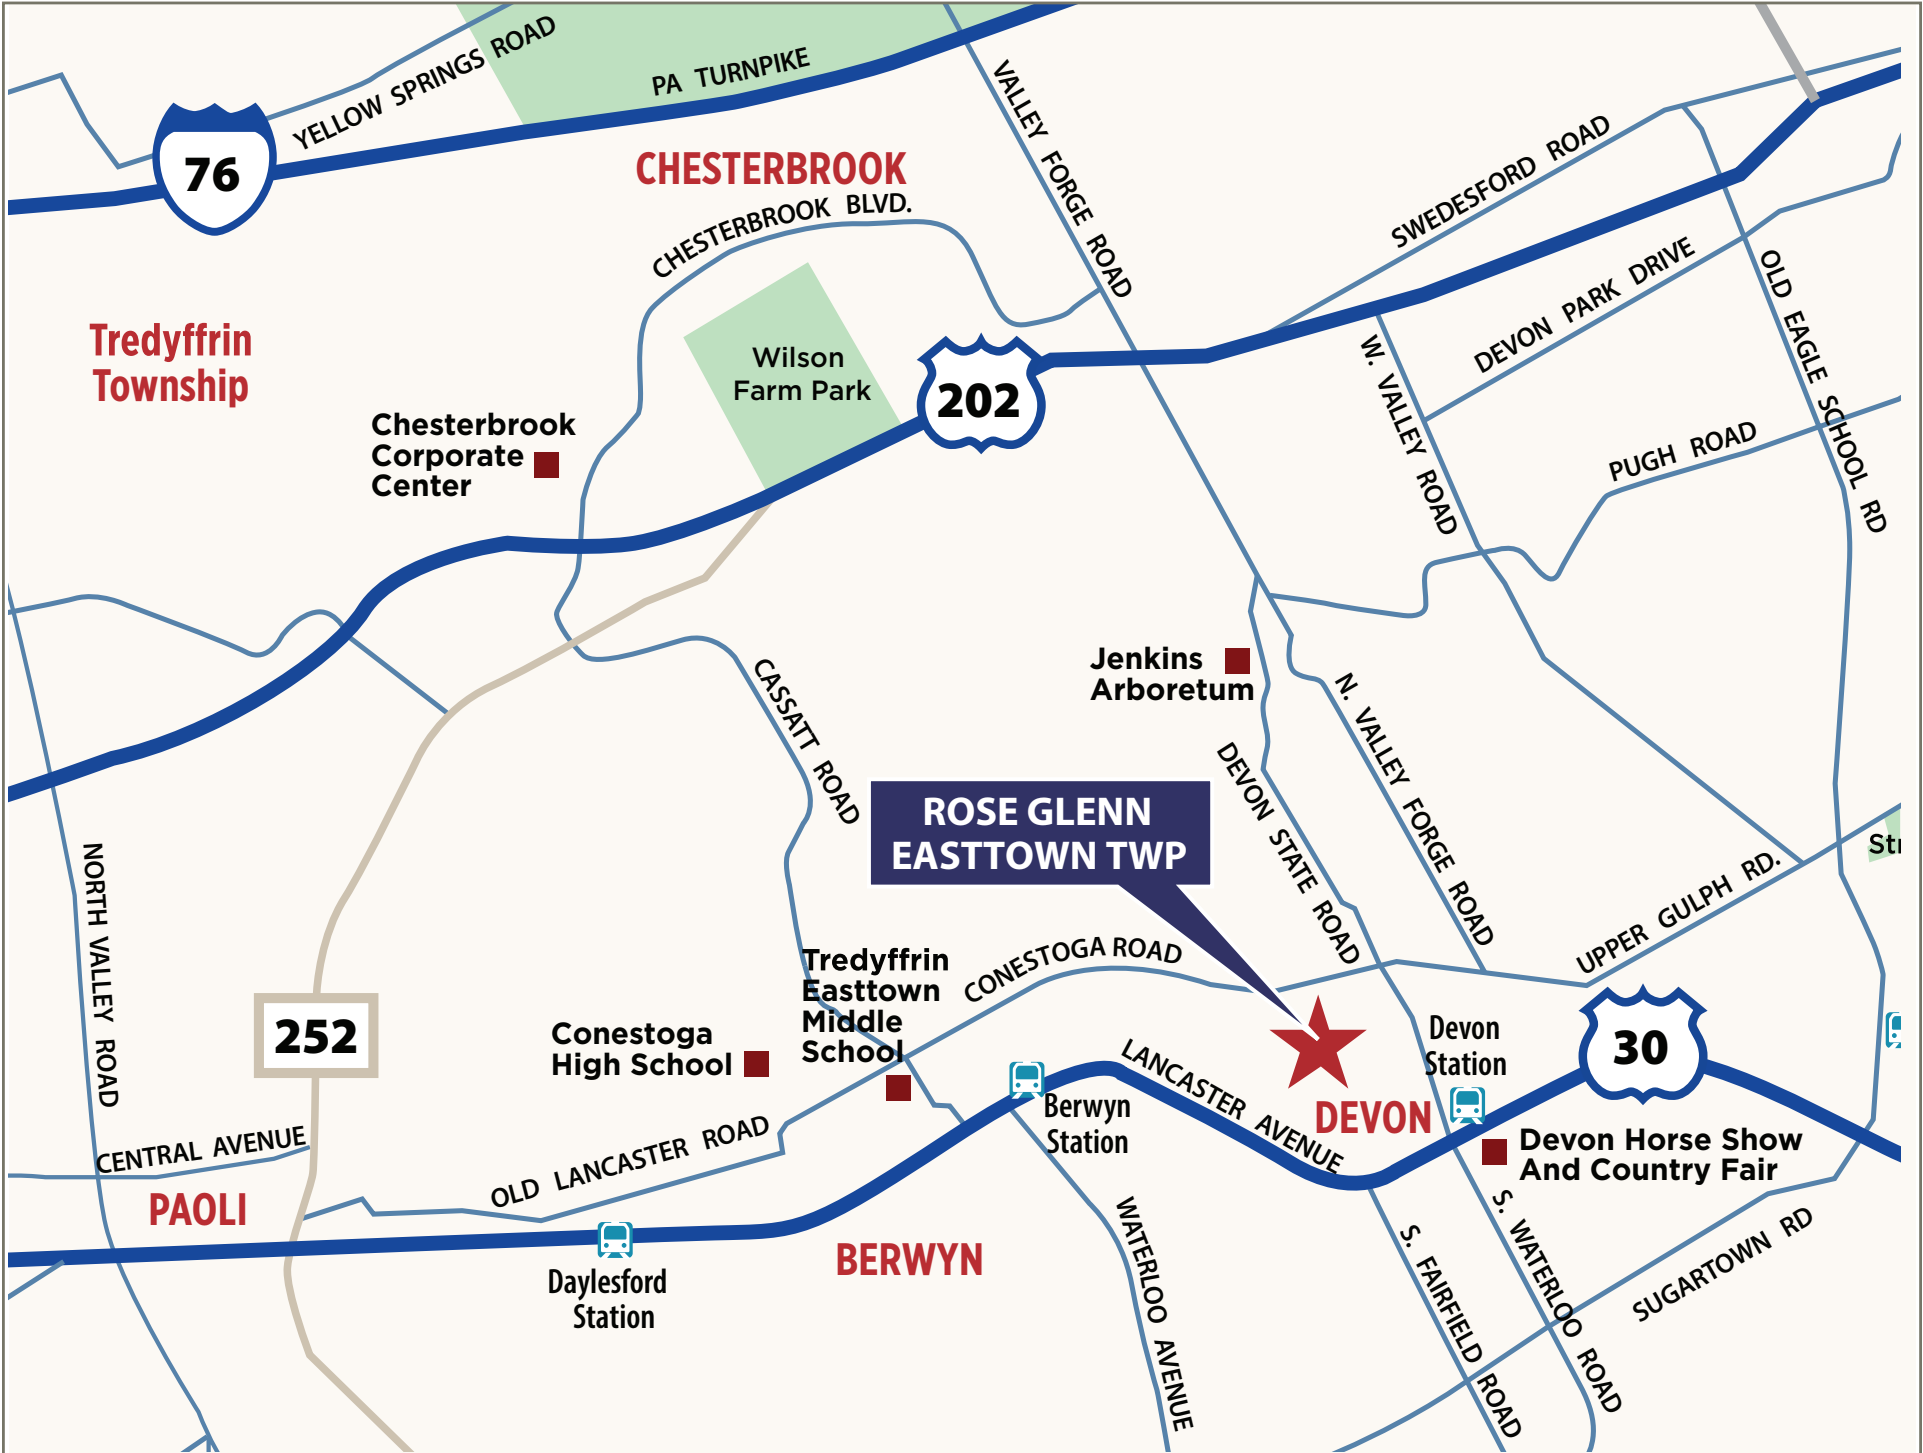 YELLOW SPRINGS ROAD
PA TURNPIKE
76
CHESTERBROOK
CHESTERBROOK BLVD.
VALLEY FORGE ROAD
SWEDESFORD ROAD
DEVON PARK DRIVE
OLD EAGLE SCHOOL RD
W. VALLEY ROAD
PUGH ROAD
Tredyffrin
Township
Wilson
Farm Park
202
Chesterbrook
Corporate
Center
Jenkins
Arboretum
CASSATT ROAD
N. VALLEY FORGE ROAD
DEVON STATE ROAD
ROSE GLENN
EASTTOWN TWP
UPPER GULPH RD.
NORTH VALLEY ROAD
252
Tredyffrin
Easttown
Middle
School
CONESTOGA ROAD
Conestoga
High School
Devon
Station
30
LANCASTER AVENUE
Berwyn
Station
DEVON
Devon Horse Show
And Country Fair
CENTRAL AVENUE
PAOLI
OLD LANCASTER ROAD
Daylesford
Station
BERWYN
WATERLOO AVENUE
S. FAIRFIELD ROAD
S. WATERLOO ROAD
SUGARTOWN RD